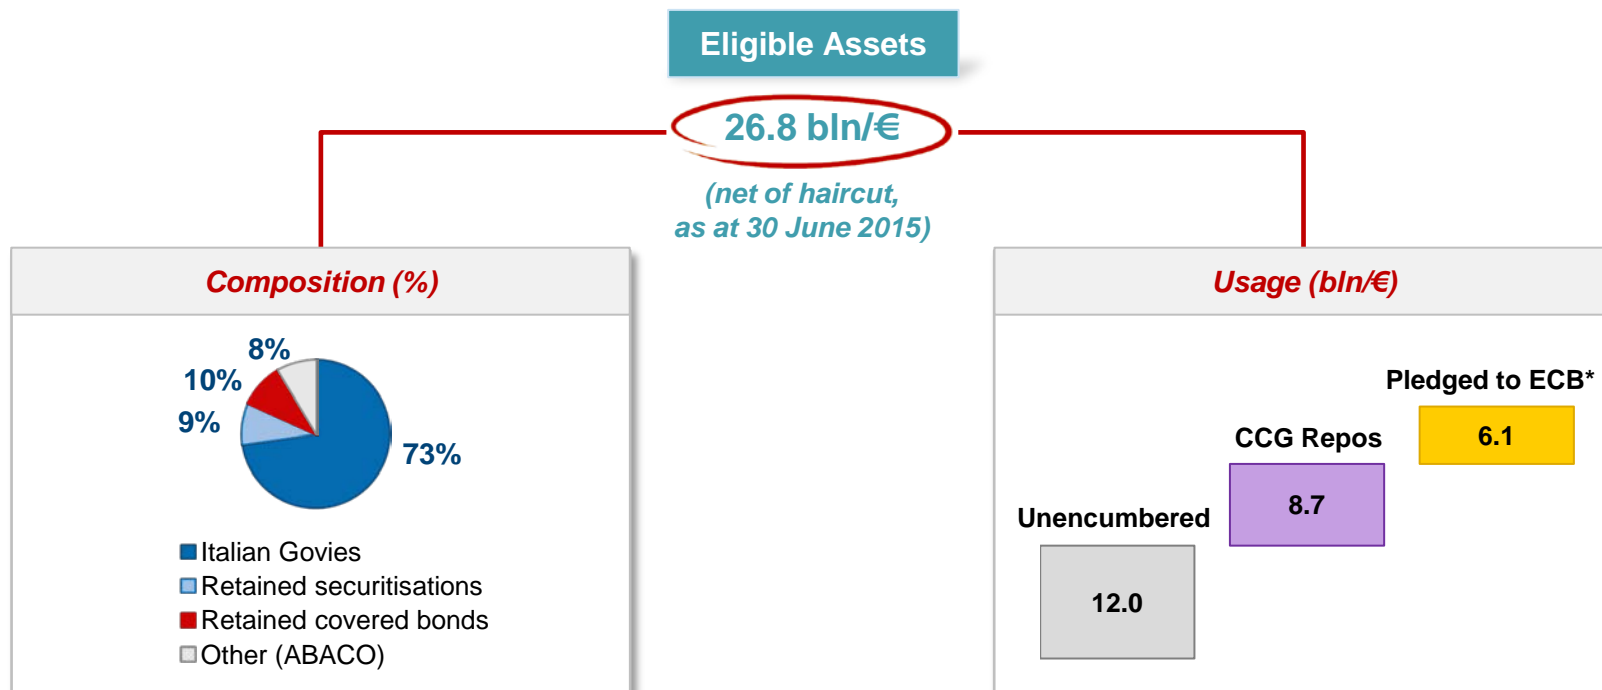 Eligible Assets
26.8 bln/€
(net of haircut,
as at 30 June 2015)
Composition (%)
8%
10%
9%
73%
Italian Govies
Retained securitisations
Retained covered bonds
Other (ABACO)
Usage (bln/€)
Pledged to ECB*
6.1
CCG Repos
8.7
Unencumbered
12.0